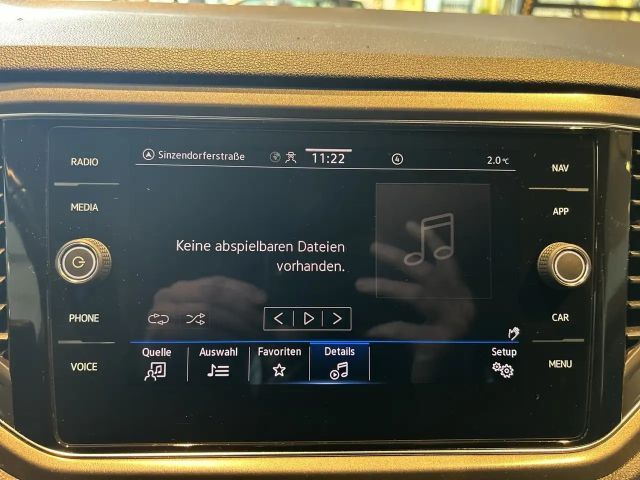 RADIO
MEDIA
PHONE
VOICE
Sinzendorferstraße 11:22 4 2.0 °C
Keine abspielbaren Dateien
vorhanden.
Quelle Auswahl Favoriten Details Setup
NAV
APP
CAR
MENU